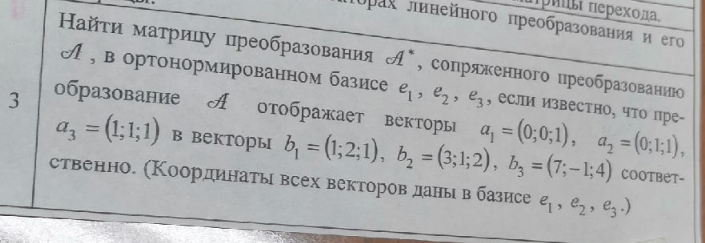 торах линейного преобразования и его
матрицы перехода.
3
Найти матрицу преобразования 𝒜*, сопряженного преобразованию
𝒜, в ортонормированном базисе e₁, e₂, e₃, если известно, что пре-
образование 𝒜 отображает векторы a₁ = (0;0;1), a₂ = (0;1;1),
a₃ = (1;1;1) в векторы b₁ = (1;2;1), b₂ = (3;1;2), b₃ = (7;−1;4) соответ-
ственно. (Координаты всех векторов даны в базисе e₁, e₂, e₃.)